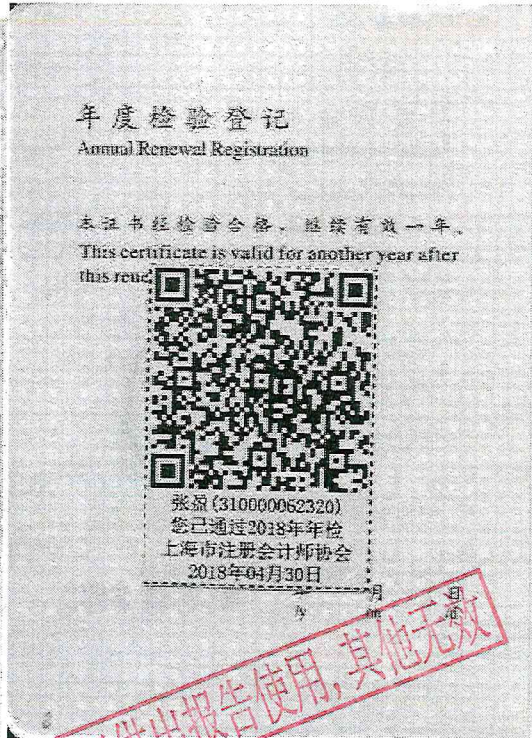 年度检验登记
Annual Renewal Registration
本证书经检验合格，继续有效一年。
This certificate is valid for another year after
this rene
张盈(310000062320)
您已通过2018年年检
上海市注册会计师协会
2018年04月30日
月 日
/y /m /d
供出报告使用,其他无效